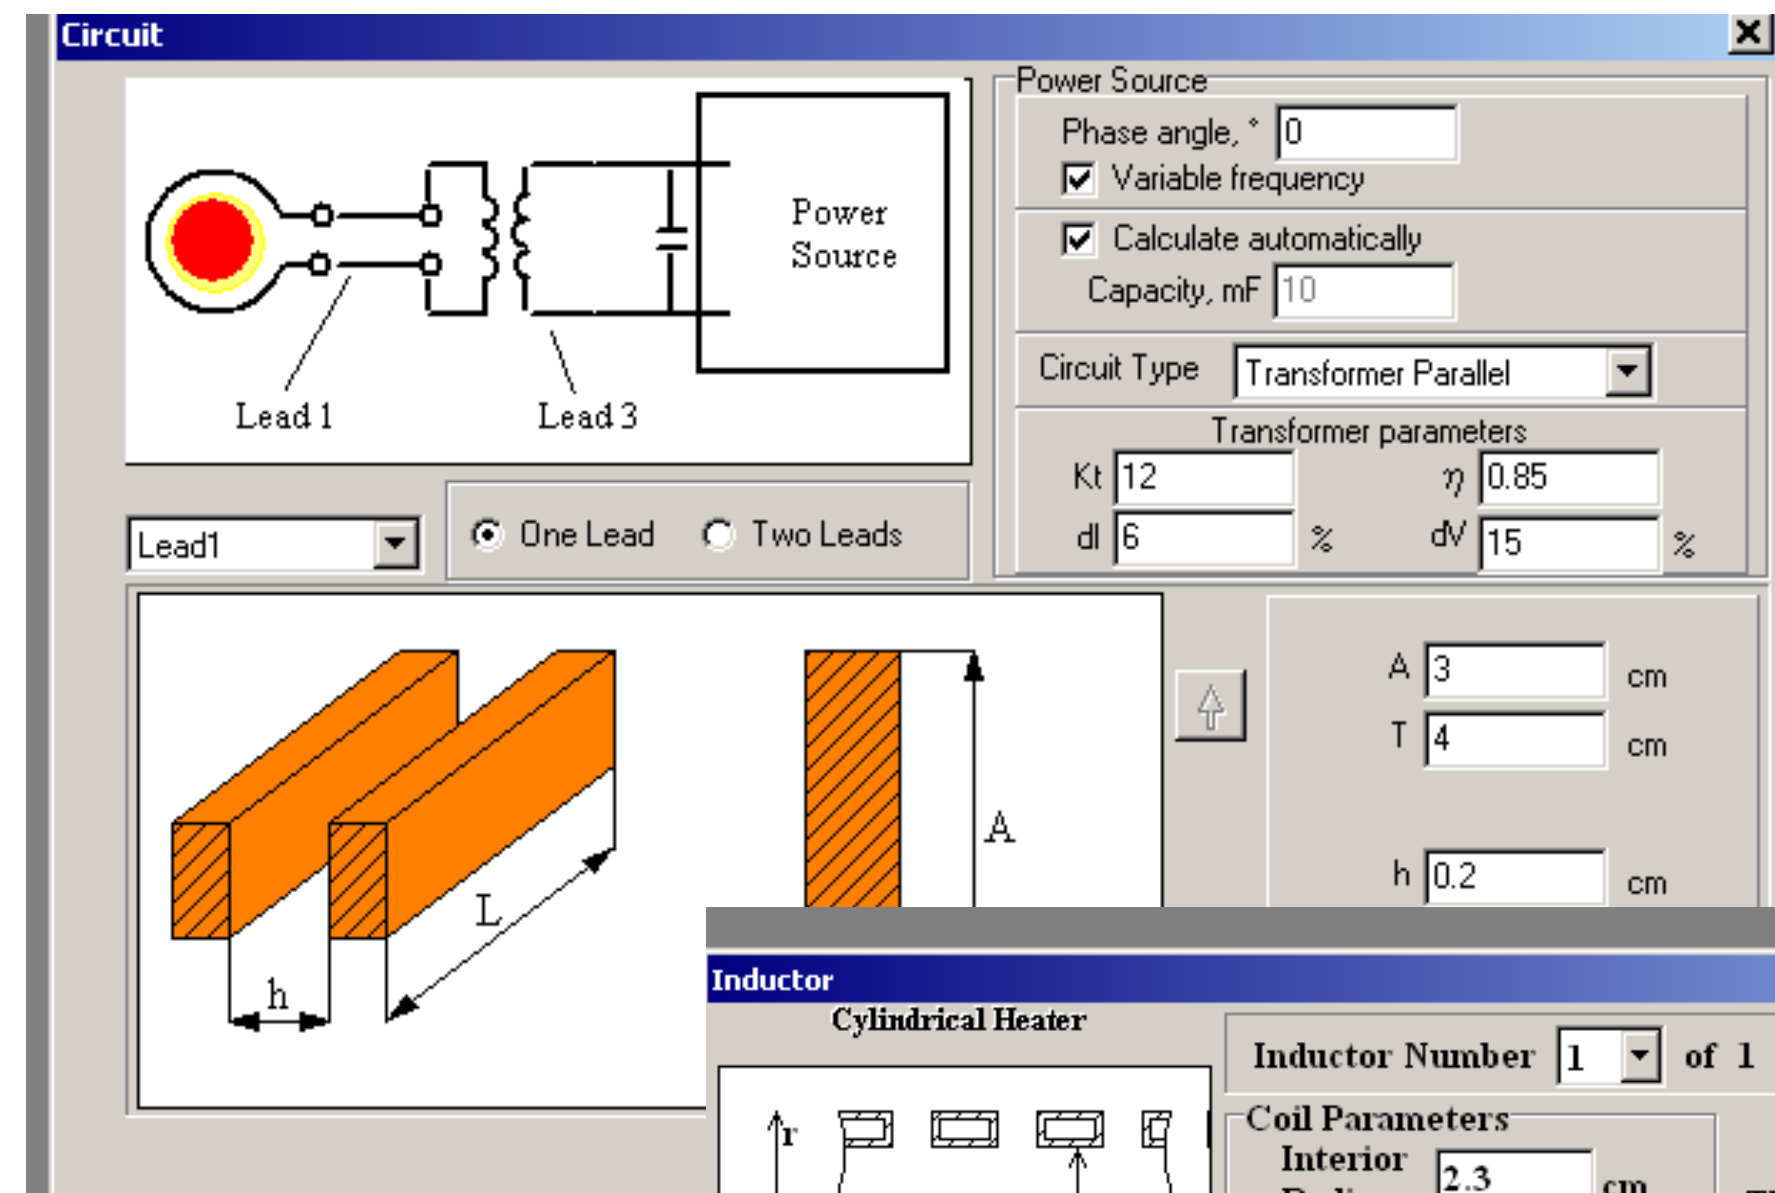 Circuit
Power Source
Phase angle, ° 0
Variable frequency
Calculate automatically
Capacity, mF 10
Circuit Type Transformer Parallel
Transformer parameters
Kt 12 η 0.85
dI 6 % dV 15 %
Power
Source
Lead 1 Lead 3
Lead1 One Lead Two Leads
A
L
h
A 3 cm
T 4 cm
h 0.2 cm
Inductor
Cylindrical Heater
Inductor Number 1 of 1
r
Coil Parameters
Interior
2.3 cm